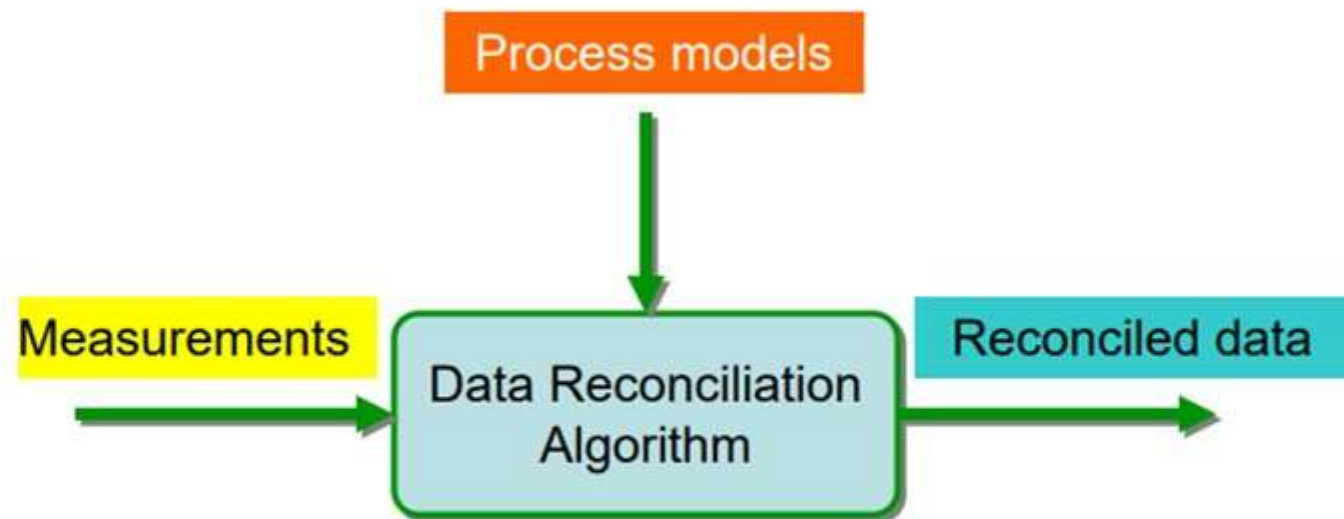 Process models
Measurements
Data Reconciliation
Algorithm
Reconciled data